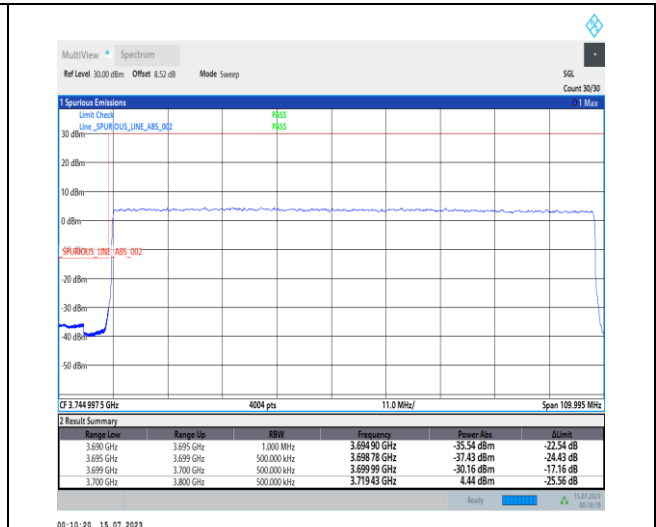 MultiView Spectrum
Ref Level 30.00 dBm Offset 8.52 dB Mode Sweep SGL
Count 30/30
1 Spurious Emissions 1 Max
Limit Check PASS
Line _SPURIOUS_LINE_ABS_002 PASS
30 dBm
20 dBm
10 dBm
0 dBm
_SPURIOUS_LINE_ABS_002
-20 dBm
-30 dBm
-40 dBm
-50 dBm
CF 3.744 997 5 GHz 4004 pts 11.0 MHz/ Span 109.995 MHz
2 Result Summary
Range Low Range Up RBW Frequency Power Abs ΔLimit
3.690 GHz 3.695 GHz 1.000 MHz 3.694 90 GHz -35.54 dBm -22.54 dB
3.695 GHz 3.699 GHz 500.000 kHz 3.698 78 GHz -37.43 dBm -24.43 dB
3.699 GHz 3.700 GHz 500.000 kHz 3.699 99 GHz -30.16 dBm -17.16 dB
3.700 GHz 3.800 GHz 500.000 kHz 3.719 43 GHz 4.44 dBm -25.56 dB
Ready 15.07.2023
00:10:19
00:10:20 15.07.2023